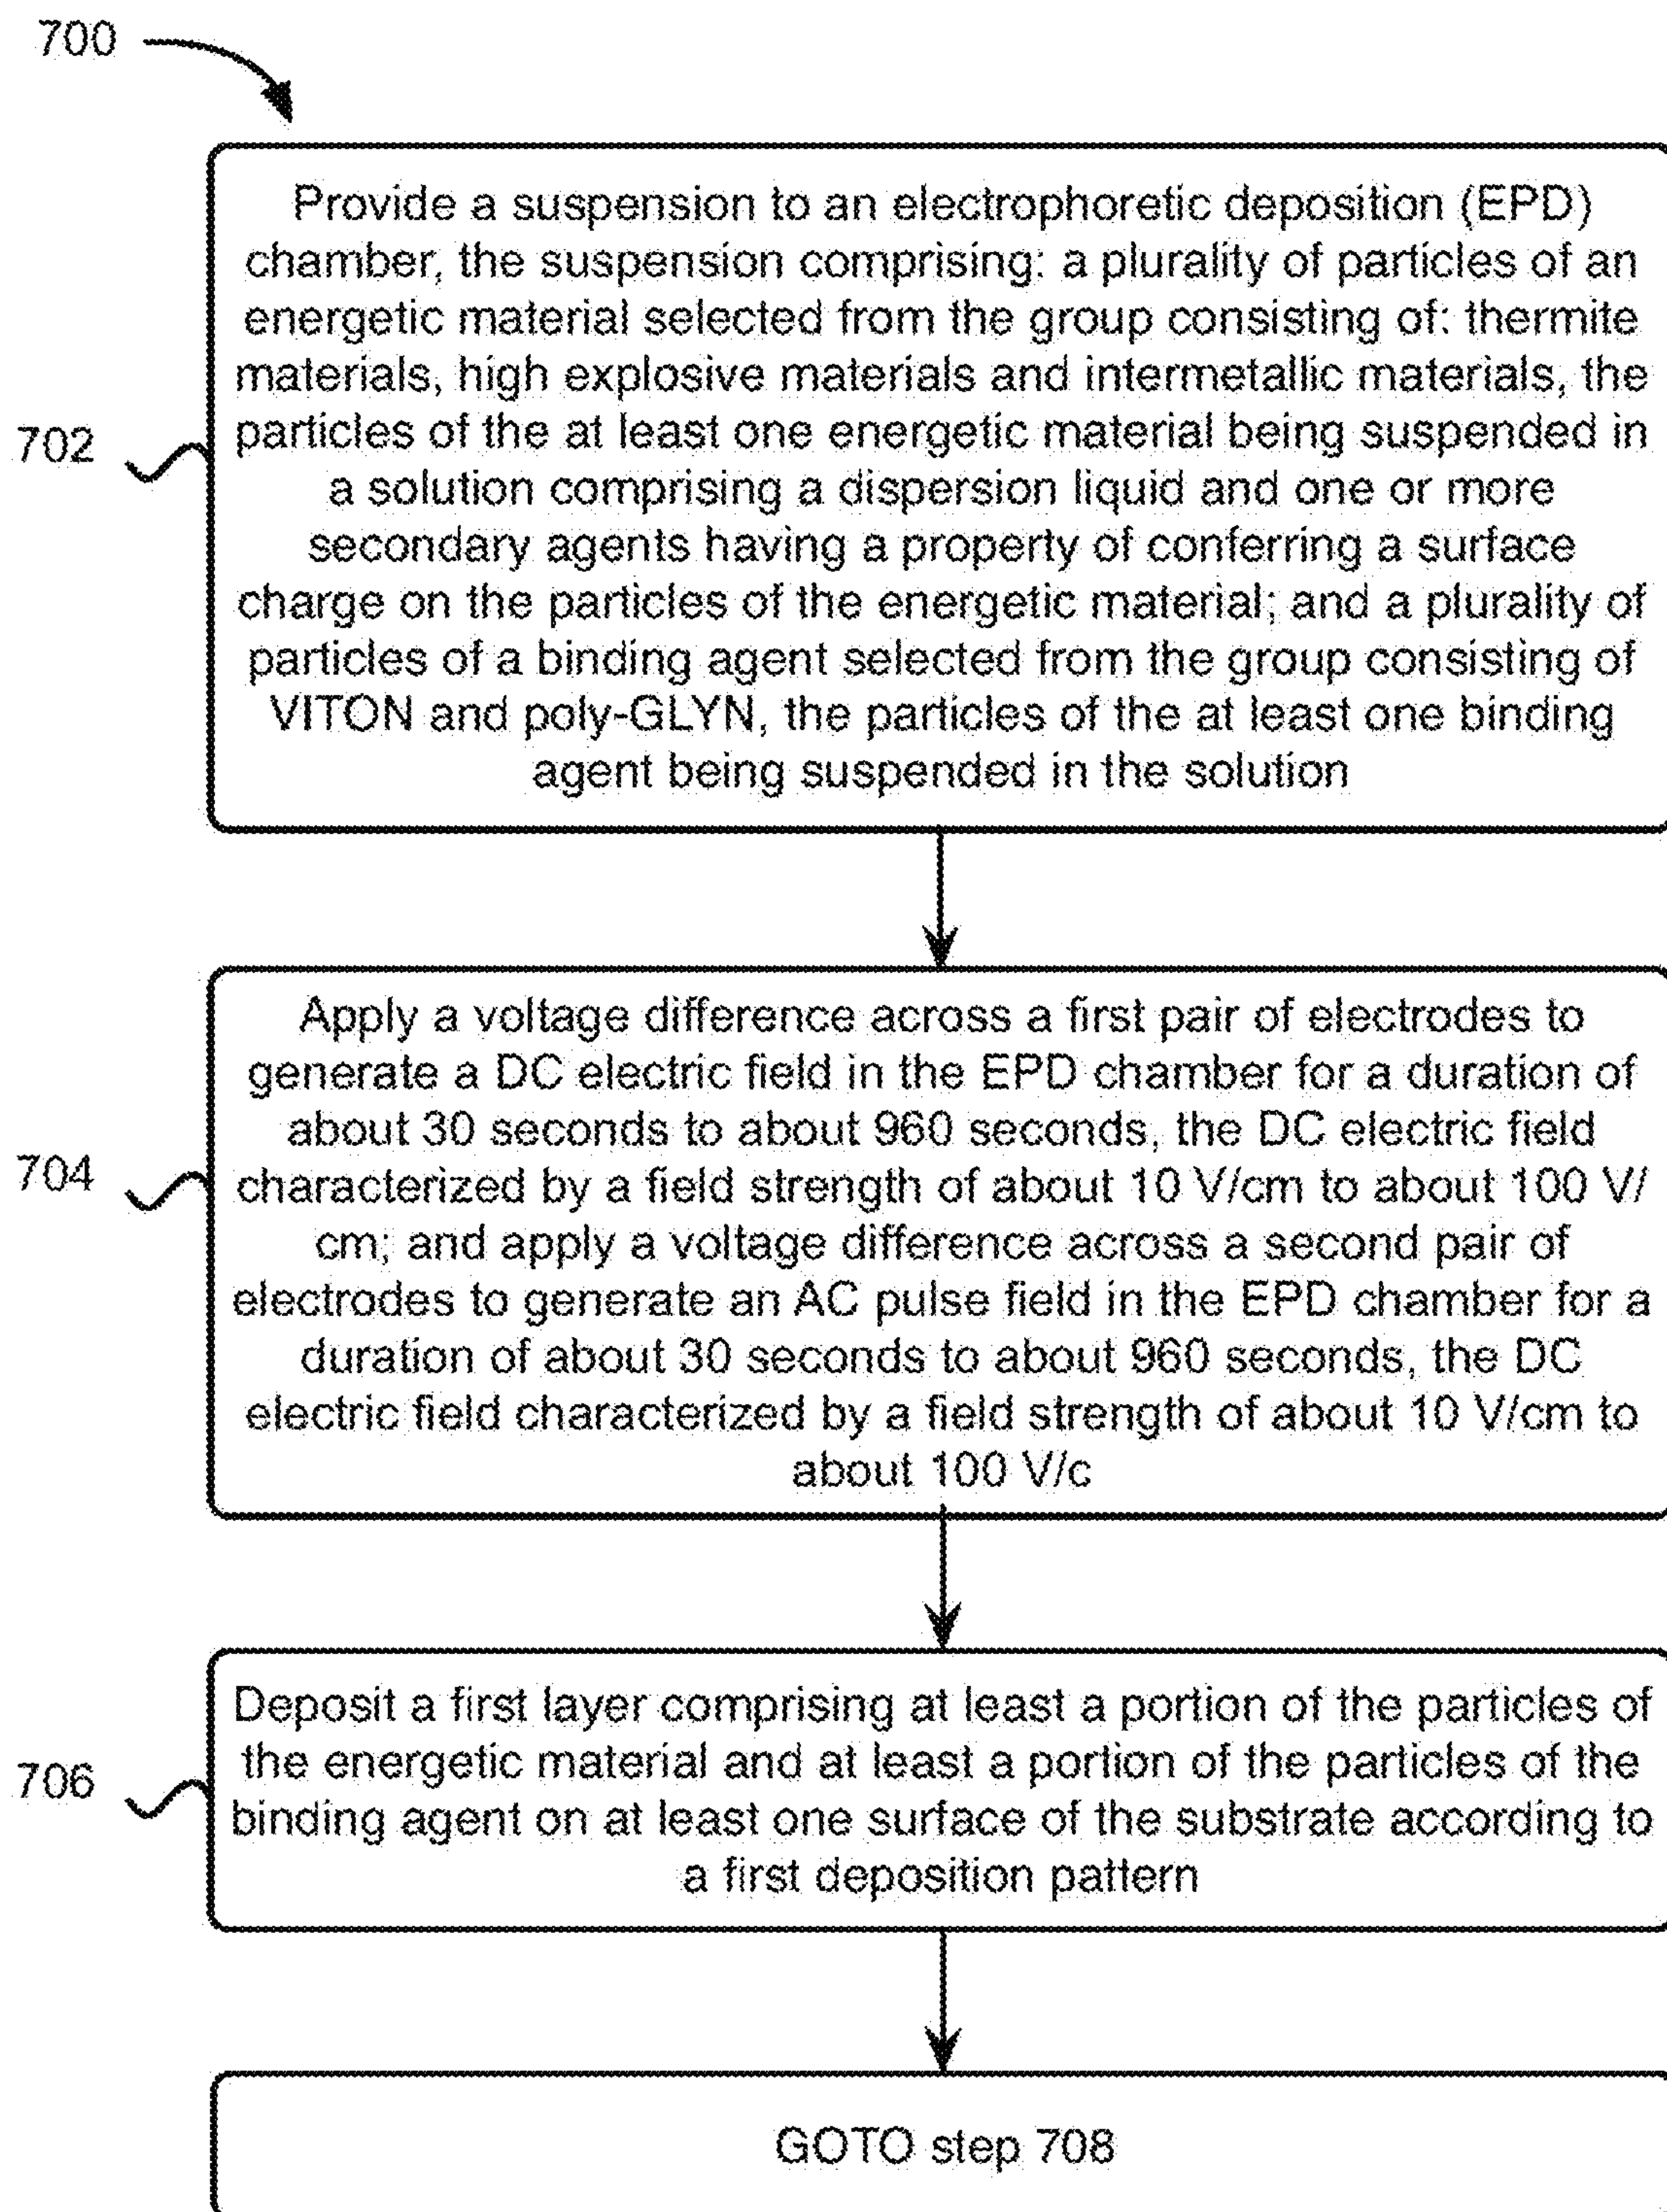 700
Provide a suspension to an electrophoretic deposition (EPD)
chamber, the suspension comprising: a plurality of particles of an
energetic material selected from the group consisting of: thermite
materials, high explosive materials and intermetallic materials, the
702
particles of the at least one energetic material being suspended in
a solution comprising a dispersion liquid and one or more
secondary agents having a property of conferring a surface
charge on the particles of the energetic material; and a plurality of
particles of a binding agent selected from the group consisting of
VITON and poly-GLYN, the particles of the at least one binding
agent being suspended in the solution
Apply a voltage difference across a first pair of electrodes to
generate a DC electric field in the EPD chamber for a duration of
about 30 seconds to about 960 seconds, the DC electric field
704
characterized by a field strength of about 10 V/cm to about 100 V/
cm; and apply a voltage difference across a second pair of
electrodes to generate an AC pulse field in the EPD chamber for a
duration of about 30 seconds to about 960 seconds, the DC
electric field characterized by a field strength of about 10 V/cm to
about 100 V/c
Deposit a first layer comprising at least a portion of the particles of
706
the energetic material and at least a portion of the particles of the
binding agent on at least one surface of the substrate according to
a first deposition pattern
GOTO step 708